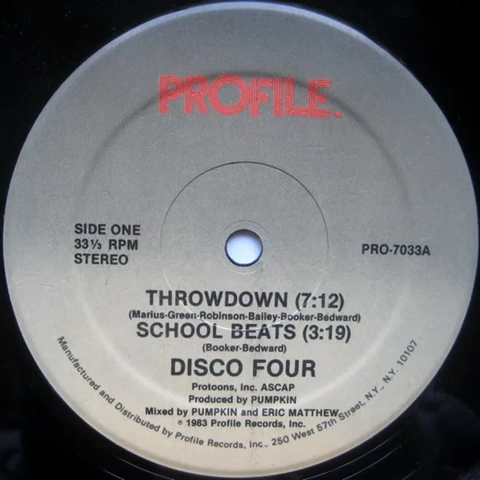 PROFILE.
SIDE ONE
33⅓ RPM
STEREO
PRO-7033A
THROWDOWN (7:12)
(Marius-Green-Robinson-Bailey-Booker-Bedward)
SCHOOL BEATS (3:19)
(Booker-Bedward)
DISCO FOUR
Protoons, Inc. ASCAP
Produced by PUMPKIN
Mixed by PUMPKIN and ERIC MATTHEW
℗ 1983 Profile Records, Inc.
Manufactured and Distributed by Profile Records, Inc., 250 West 57th Street, N.Y., N.Y. 10107